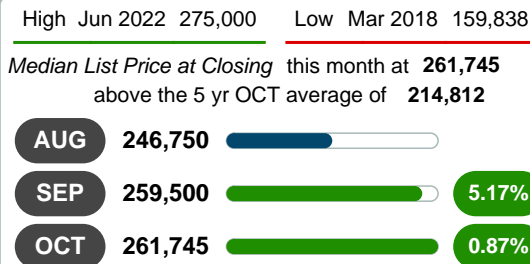 High Jun 2022 275,000 Low Mar 2018 159,838
Median List Price at Closing this month at 261,745
above the 5 yr OCT average of 214,812
AUG 246,750
SEP 259,500 5.17%
OCT 261,745 0.87%